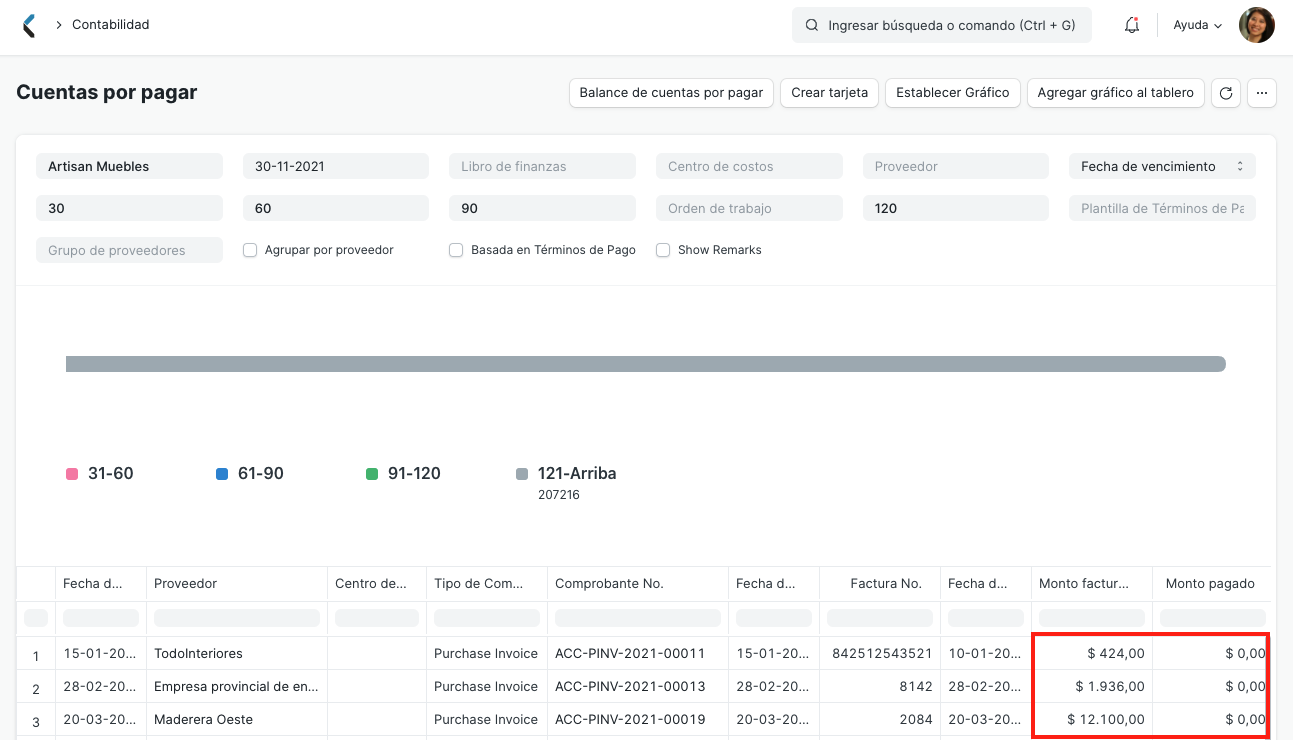 Contabilidad
Ingresar búsqueda o comando (Ctrl + G)
Ayuda
Cuentas por pagar
Balance de cuentas por pagar
Crear tarjeta
Establecer Gráfico
Agregar gráfico al tablero
Artisan Muebles
30-11-2021
Libro de finanzas
Centro de costos
Proveedor
Fecha de vencimiento
30
60
90
Orden de trabajo
120
Plantilla de Términos de Pa
Grupo de proveedores
Agrupar por proveedor
Basada en Términos de Pago
Show Remarks
31-60
61-90
91-120
121-Arriba
207216
Fecha d... Proveedor Centro de... Tipo de Com... Comprobante No. Fecha d... Factura No. Fecha d... Monto factur... Monto pagado
1 15-01-20... TodoInteriores Purchase Invoice ACC-PINV-2021-00011 15-01-20... 842512543521 10-01-20... $ 424,00 $ 0,00
2 28-02-20... Empresa provincial de en... Purchase Invoice ACC-PINV-2021-00013 28-02-20... 8142 28-02-20... $ 1.936,00 $ 0,00
3 20-03-20... Maderera Oeste Purchase Invoice ACC-PINV-2021-00019 20-03-20... 2084 20-03-20... $ 12.100,00 $ 0,00